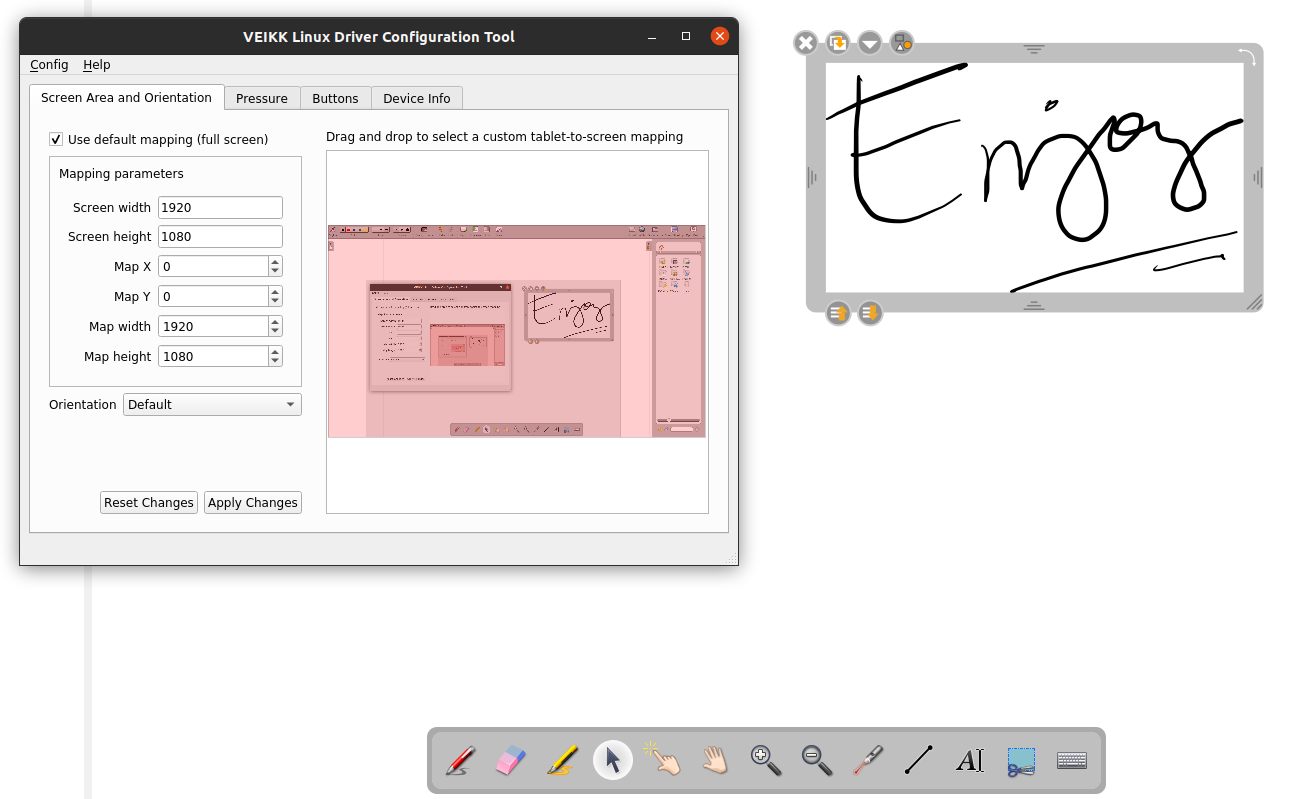 VEIKK Linux Driver Configuration Tool
Config Help
Screen Area and Orientation
Pressure
Buttons
Device Info
Use default mapping (full screen)
Mapping parameters
Screen width 1920
Screen height 1080
Map X 0
Map Y 0
Map width 1920
Map height 1080
Orientation Default
Reset Changes
Apply Changes
Drag and drop to select a custom tablet-to-screen mapping
Enjoy
Enjoy
AI